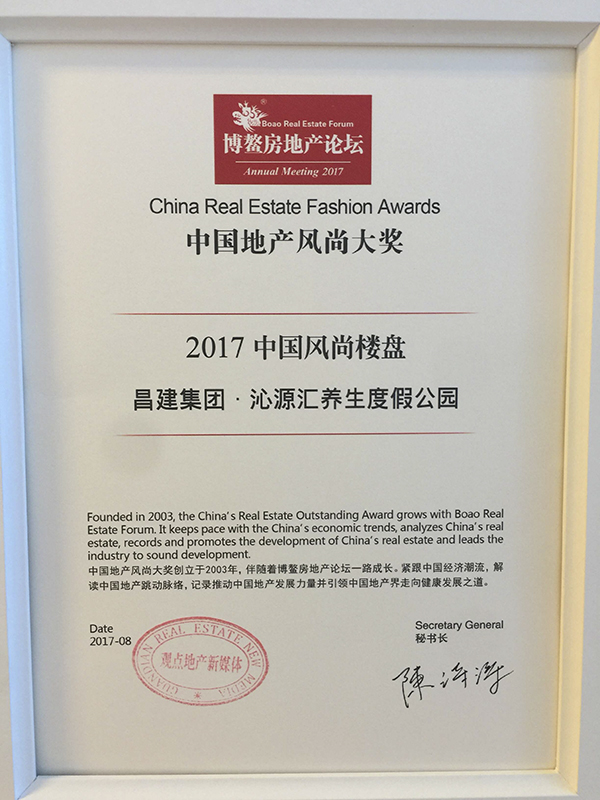 Boao Real Estate Forum
博鳌房地产论坛
Annual Meeting 2017
China Real Estate Fashion Awards
中国地产风尚大奖
2017 中国风尚楼盘
昌建集团 · 沁源汇养生度假公园
Founded in 2003, the China's Real Estate Outstanding Award grows with Boao Real
Estate Forum. It keeps pace with the China's economic trends, analyzes China's real
estate, records and promotes the development of China's real estate and leads the
industry to sound development.
中国地产风尚大奖创立于2003年，伴随着博鳌房地产论坛一路成长。紧跟中国经济潮流，解
读中国地产跳动脉络，记录推动中国地产发展力量并引领中国地产界走向健康发展之道。
Date
2017-08
GUANDIAN REAL ESTATE NEW MEDIA
观点地产新媒体
Secretary General
秘书长